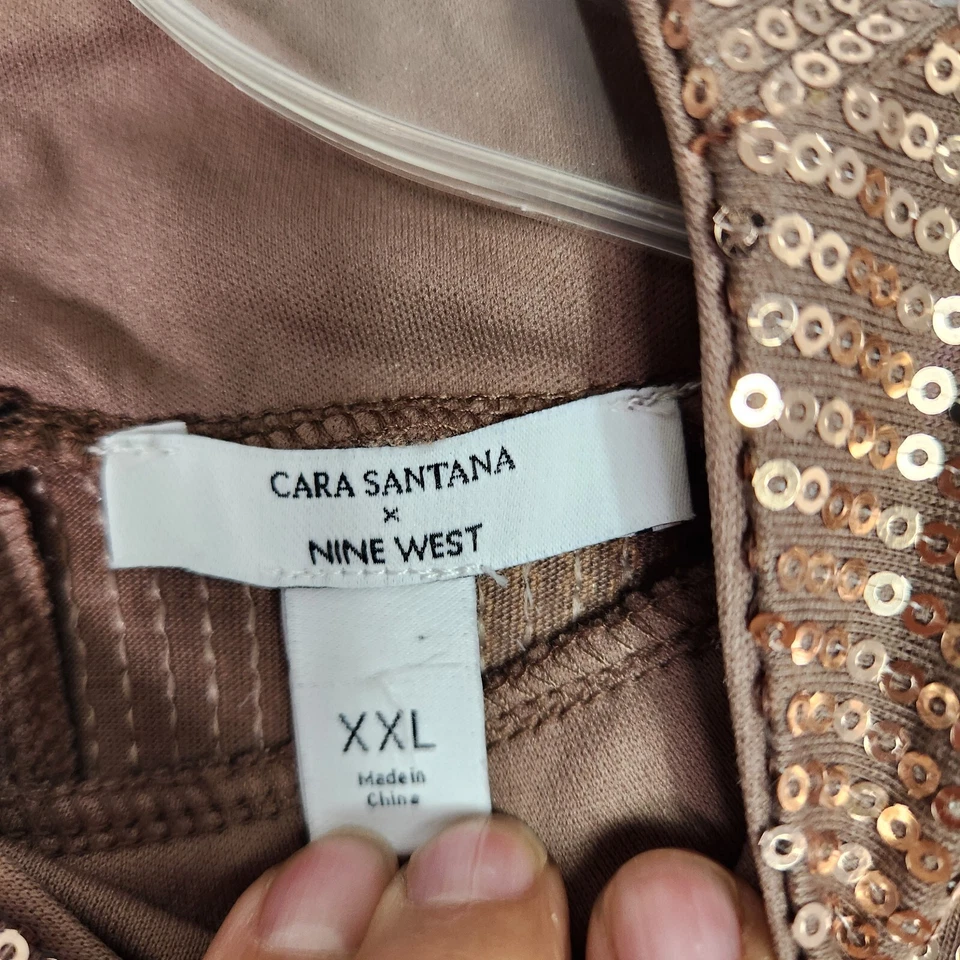 CARA SANTANA
x
NINE WEST
XXL
Made in
China